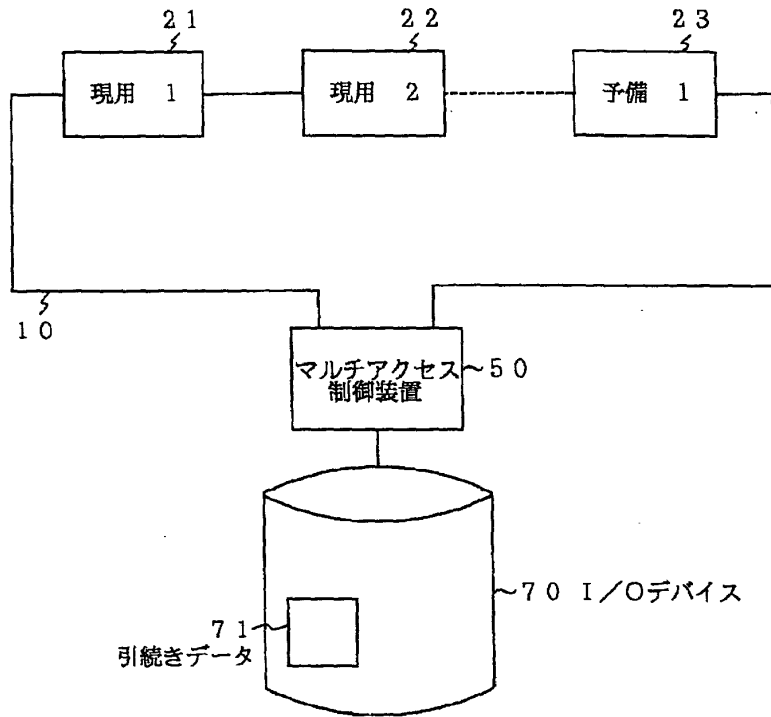 ２１
２２
２３
現用 １
現用 ２
予備 １
１０
マルチアクセス
制御装置
５０
７０ Ｉ／Ｏデバイス
７１
引続きデータ